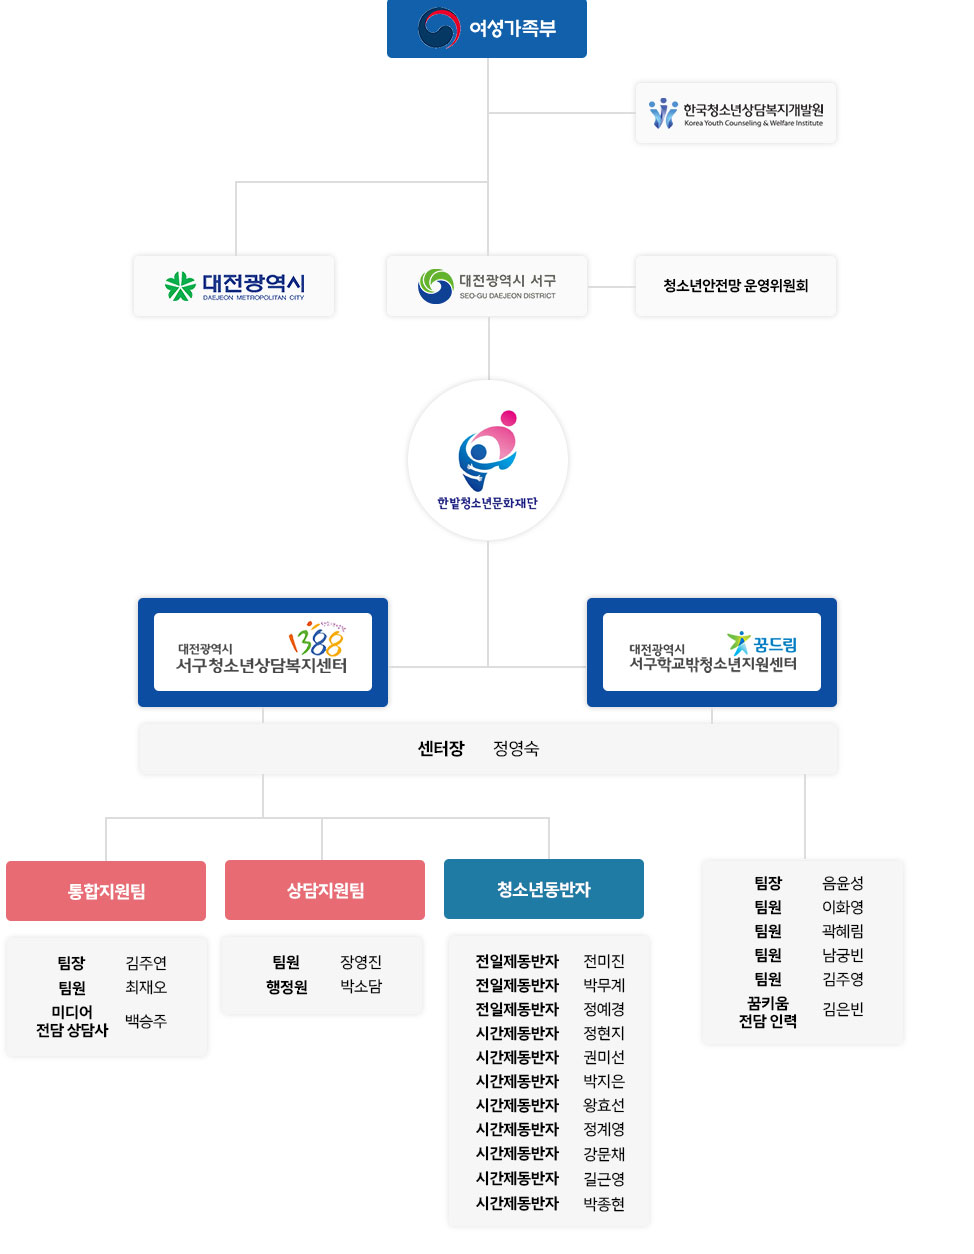 여성가족부
한국청소년상담복지개발원
Korea Youth Counseling & Welfare Institute
대전광역시
DAEJEON METROPOLITAN CITY
대전광역시 서구
SEO-GU DAEJEON DISTRICT
청소년안전망 운영위원회
한밭청소년문화재단
1388
대전광역시
서구청소년상담복지센터
꿈드림
대전광역시
서구학교밖청소년지원센터
센터장 정영숙
통합지원팀
팀장 김주연
팀원 최재오
미디어
전담 상담사 백승주
상담지원팀
팀원 장영진
행정원 박소담
청소년동반자
전일제동반자 전미진
전일제동반자 박무계
전일제동반자 정예경
시간제동반자 정현지
시간제동반자 권미선
시간제동반자 박지은
시간제동반자 왕효선
시간제동반자 정계영
시간제동반자 강문채
시간제동반자 길근영
시간제동반자 박종현
팀장 음윤성
팀원 이화영
팀원 곽혜림
팀원 남궁빈
팀원 김주영
꿈키움
전담 인력 김은빈